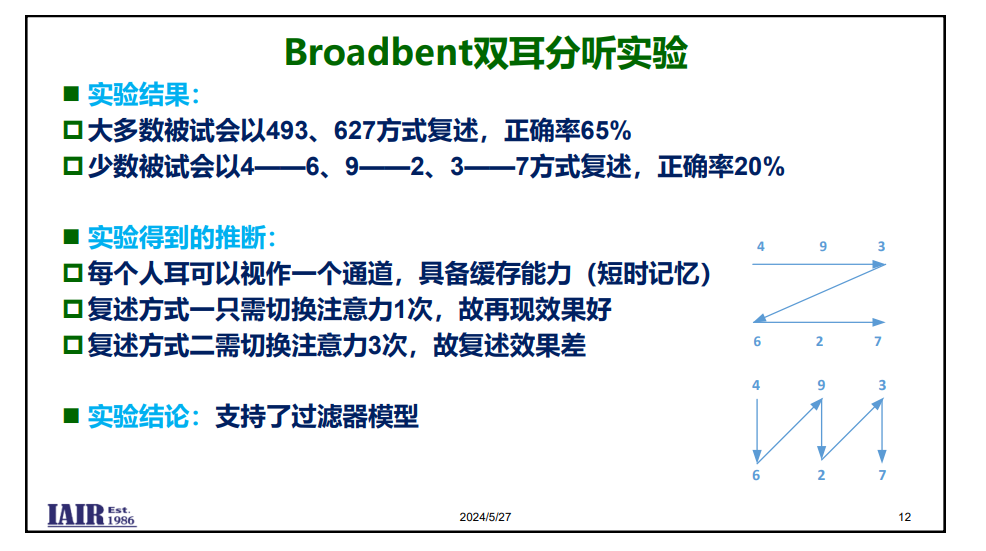 Broadbent双耳分听实验
实验结果：
大多数被试会以493、627方式复述，正确率65%
少数被试会以4——6、9——2、3——7方式复述，正确率20%
实验得到的推断：
每个人耳可以视作一个通道，具备缓存能力（短时记忆）
复述方式一只需切换注意力1次，故再现效果好
复述方式二需切换注意力3次，故复述效果差
实验结论：支持了过滤器模型
4 9 3
6 2 7
4 9 3
6 2 7
IAIR Est. 1986
2024/5/27
12